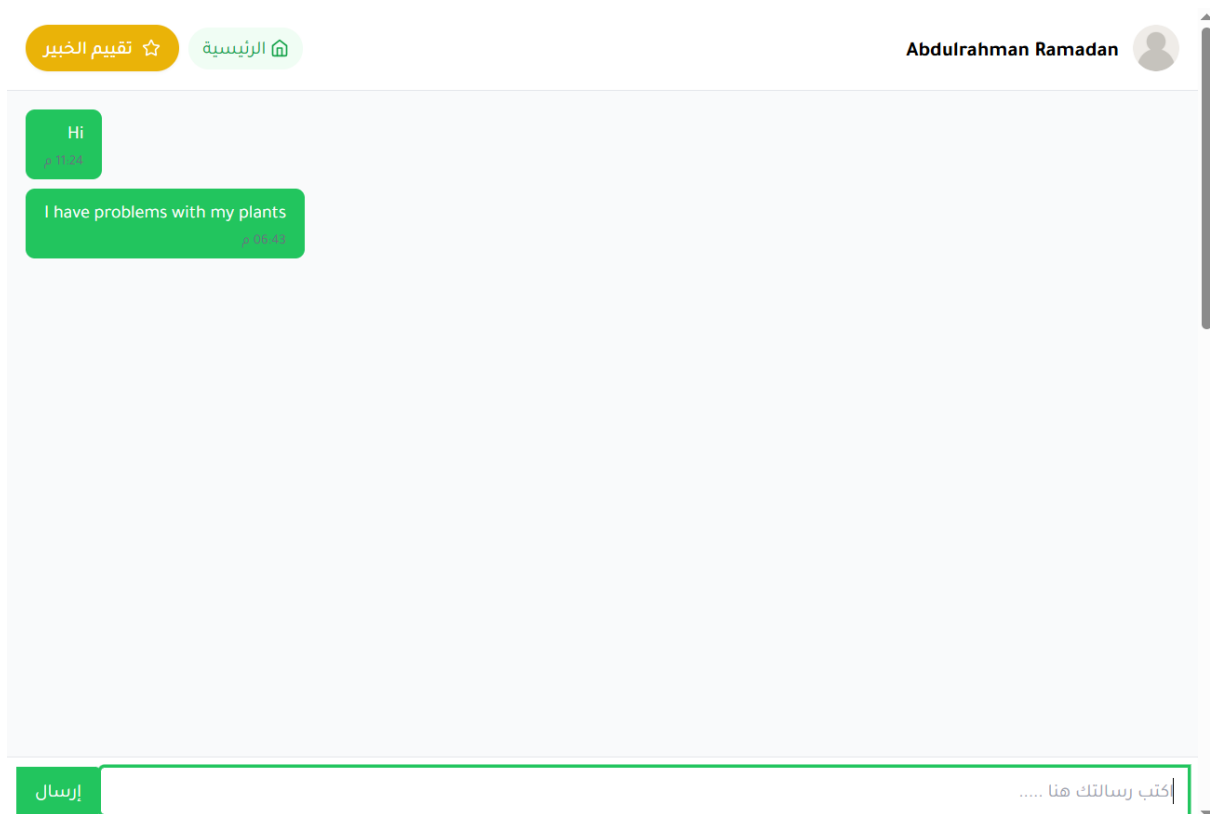 Abdulrahman Ramadan
الرئيسية
تقييم الخبير
Hi
11:24 م
I have problems with my plants
06:43 م
اكتب رسالتك هنا .....
إرسال